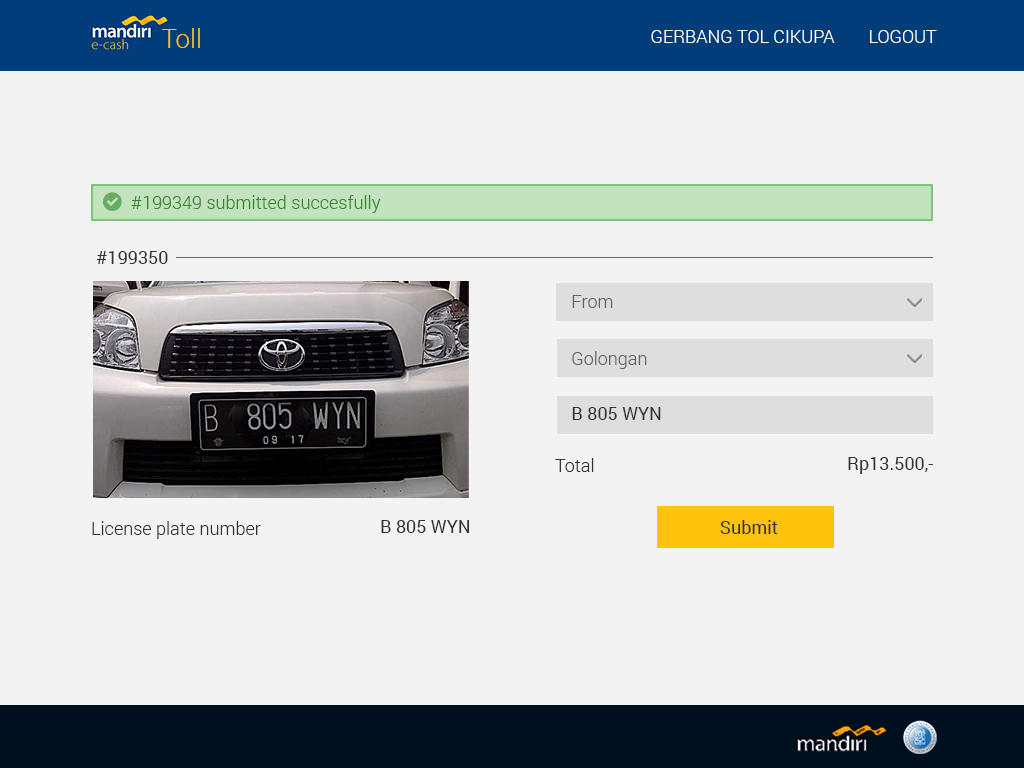 mandiri
e-cash Toll
GERBANG TOL CIKUPA LOGOUT
#199349 submitted succesfully
#199350
B 805 WYN
09 17
License plate number B 805 WYN
From
Golongan
B 805 WYN
Total Rp13.500,-
Submit
mandiri